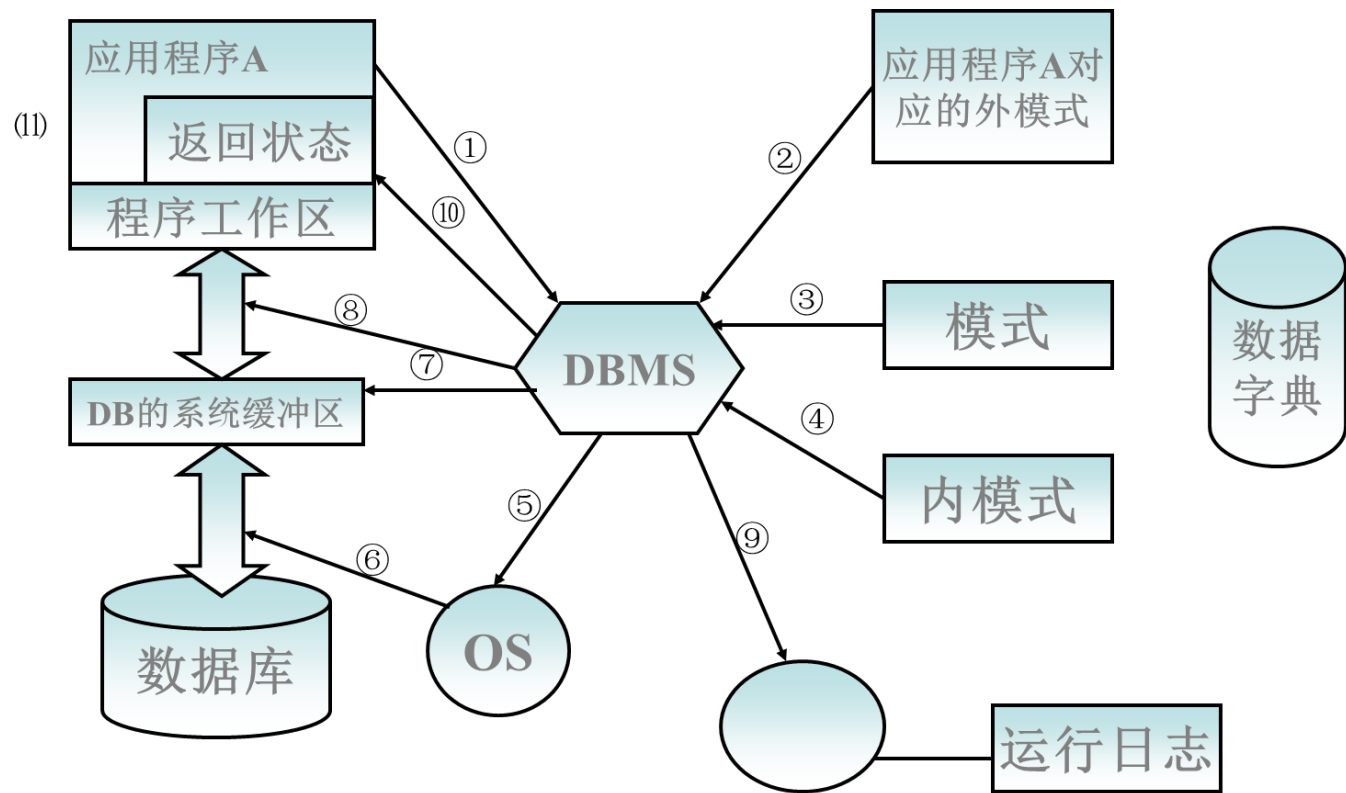 应用程序A
返回状态
程序工作区
⑾
①
⑩
②
应用程序A对
应的外模式
③
模式
数据
字典
⑧
⑦
DBMS
DB的系统缓冲区
④
内模式
⑤
⑥
⑨
数据库
OS
运行日志